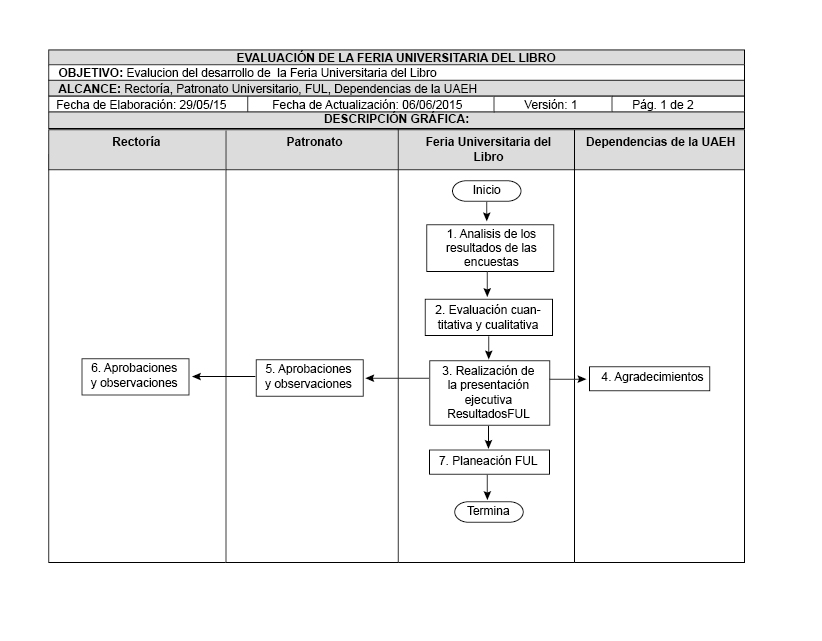 EVALUACIÓN DE LA FERIA UNIVERSITARIA DEL LIBRO
OBJETIVO: Evalucion del desarrollo de la Feria Universitaria del Libro
ALCANCE: Rectoría, Patronato Universitario, FUL, Dependencias de la UAEH
Fecha de Elaboración: 29/05/15 Fecha de Actualización: 06/06/2015 Versión: 1 Pág. 1 de 2
DESCRIPCIÓN GRÁFICA:
Rectoría
Patronato
Feria Universitaria del
Libro
Dependencias de la UAEH
Inicio
1. Analisis de los
resultados de las
encuestas
2. Evaluación cuan-
titativa y cualitativa
3. Realización de
la presentación
ejecutiva
ResultadosFUL
4. Agradecimientos
5. Aprobaciones
y observaciones
6. Aprobaciones
y observaciones
7. Planeación FUL
Termina